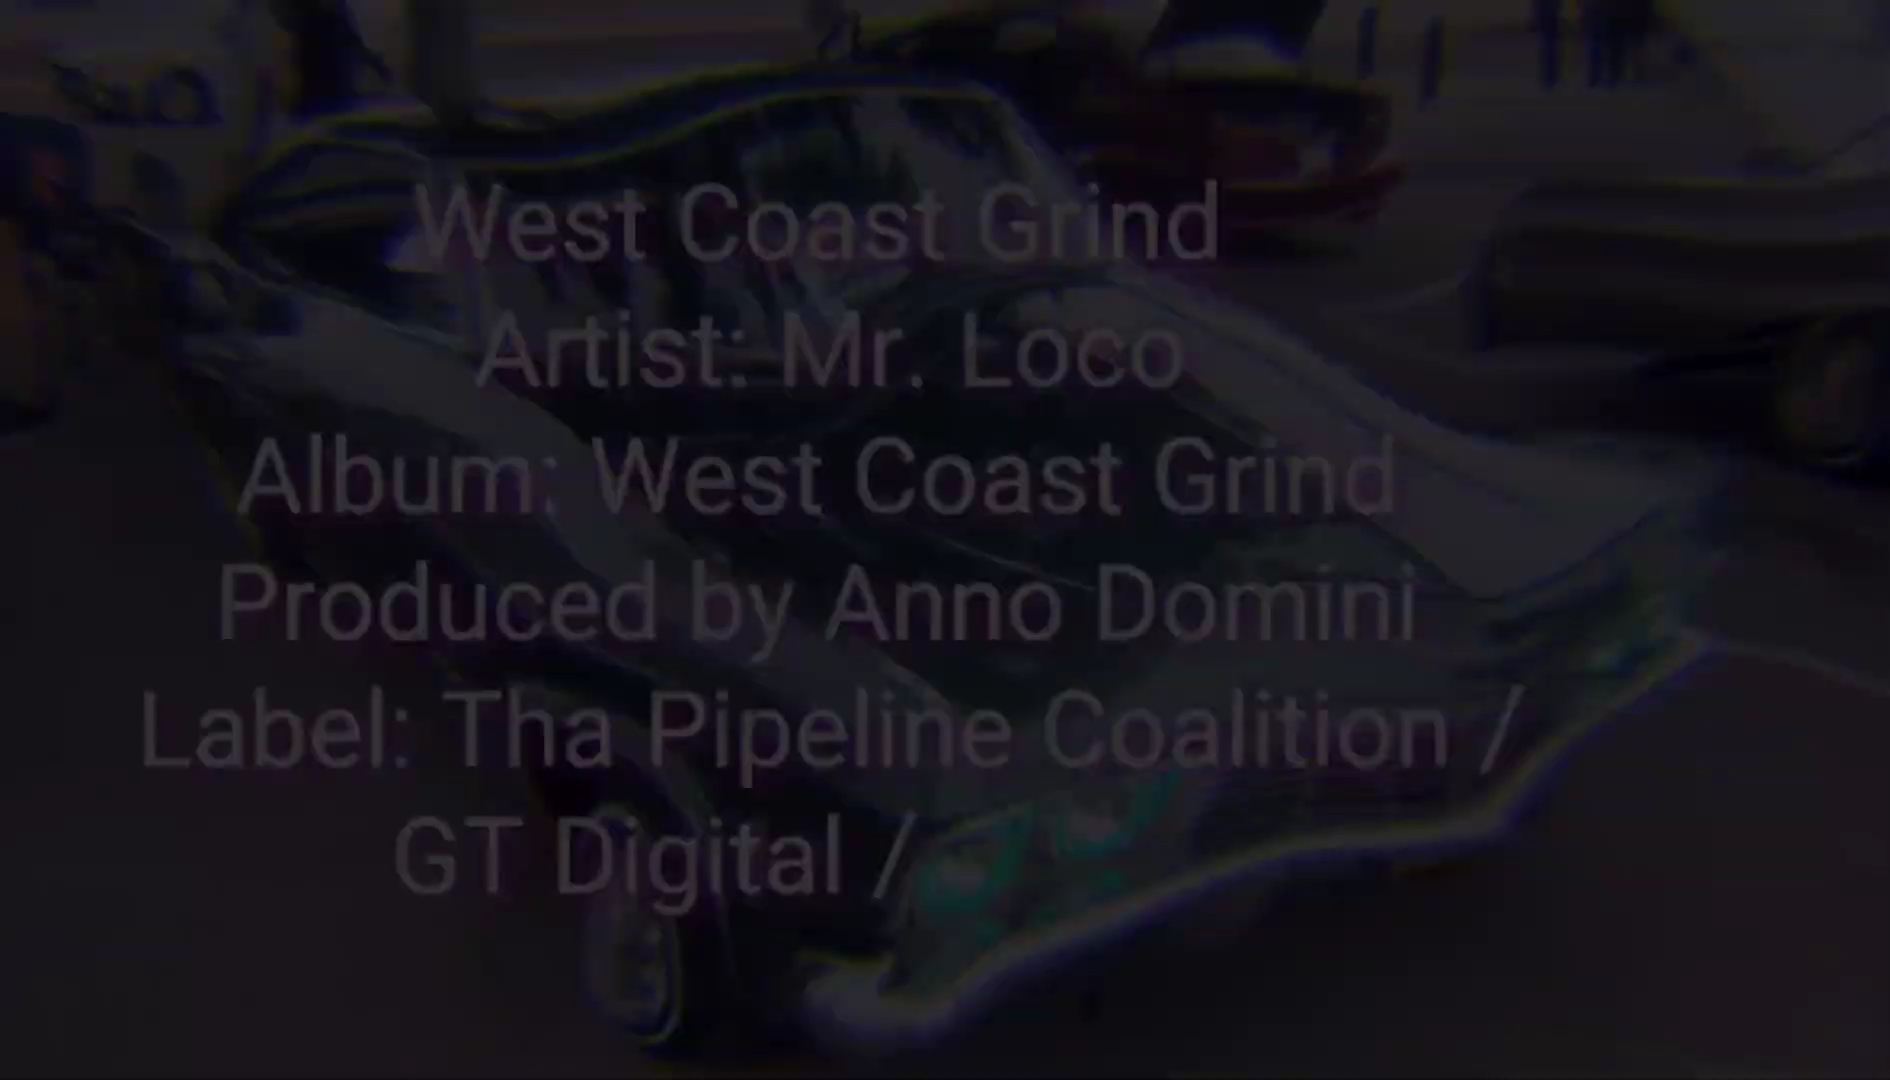 West Coast Grind
Artist: Mr. Loco
Album: West Coast Grind
Produced by Anno Domini
Label: Tha Pipeline Coalition /
GT Digital /